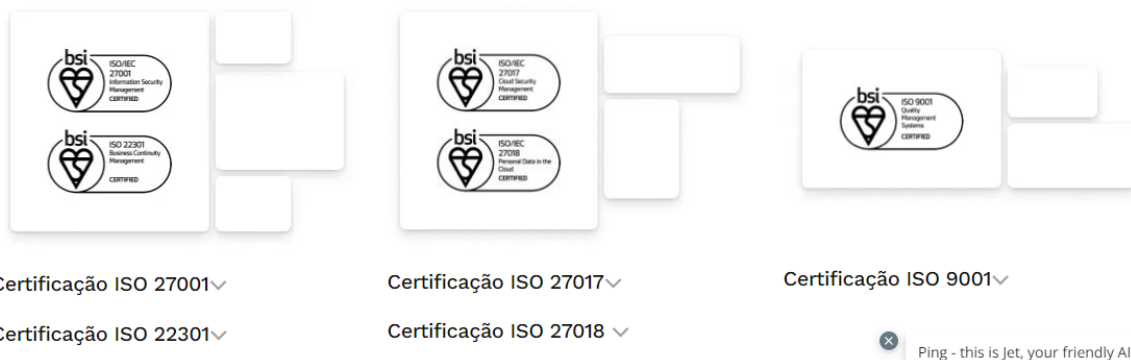 bsi
ISO/IEC
27001
Information Security
Management
CERTIFIED
bsi
ISO 22301
Business Continuity
Management
CERTIFIED
Certificação ISO 27001
Certificação ISO 22301
bsi
ISO/IEC
27017
Cloud Security
Management
CERTIFIED
bsi
ISO/IEC
27018
Personal Data in the
Cloud
CERTIFIED
Certificação ISO 27017
Certificação ISO 27018
bsi
ISO 9001
Quality
Management
Systems
CERTIFIED
Certificação ISO 9001
Ping - this is Jet, your friendly AI